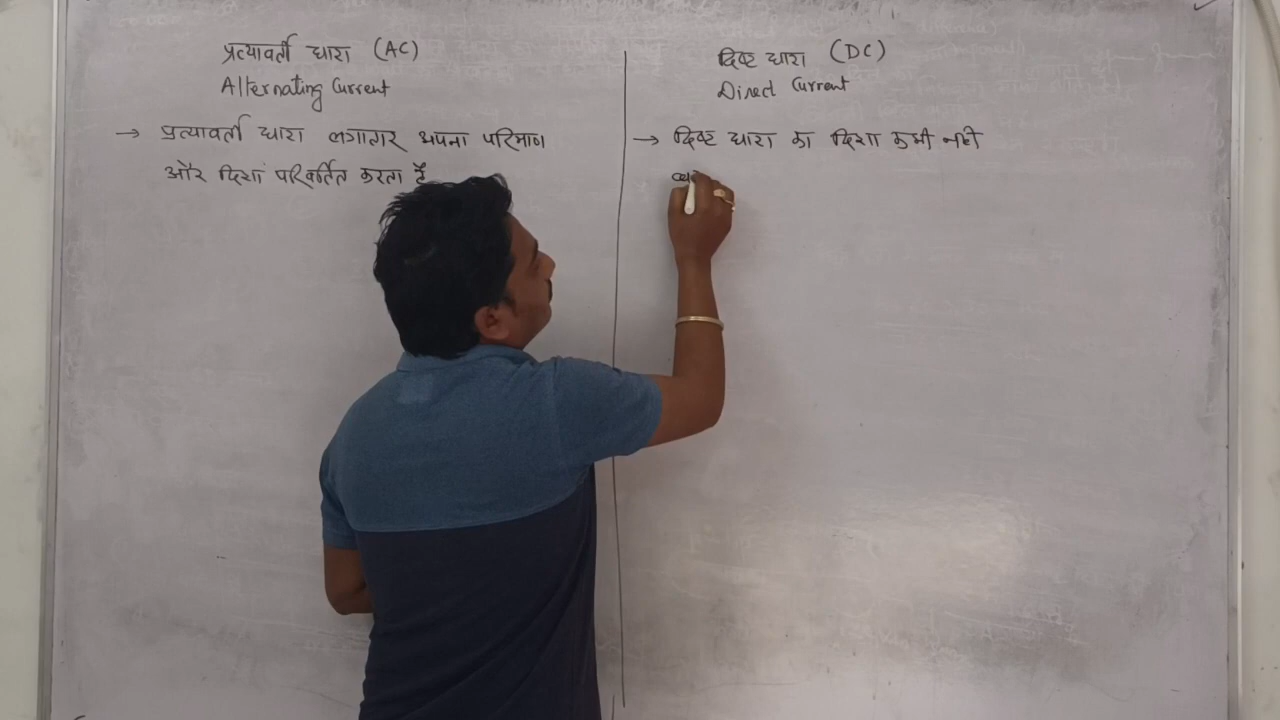 प्रत्यावर्ती धारा (AC)
Alternating Current
→ प्रत्यावर्ती धारा लगातार अपना परिमाण
और दिशा परिवर्तित करता है
दिष्ट धारा (DC)
Direct Current
→ दिष्ट धारा का दिशा कभी नही